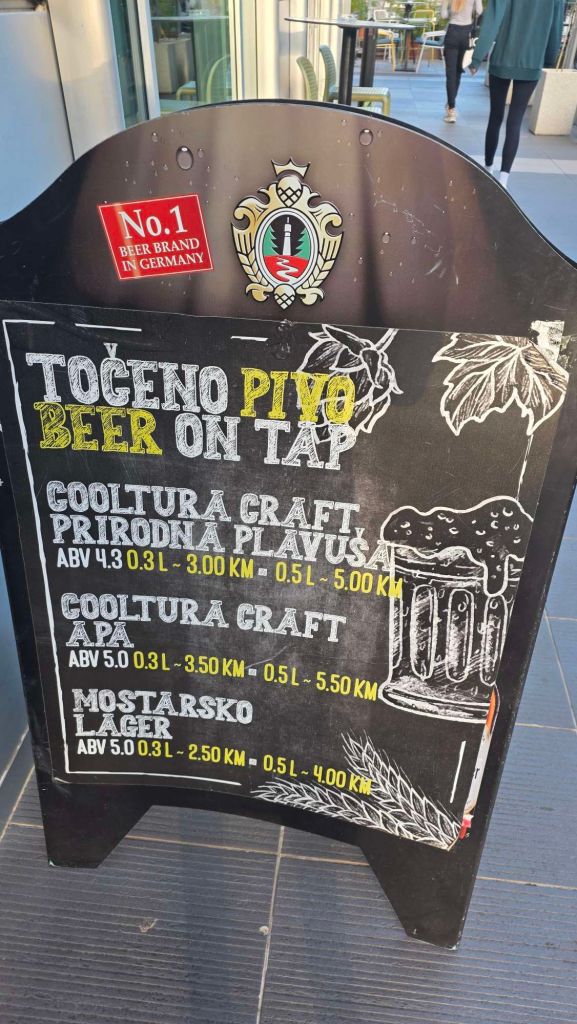 No.1
BEER BRAND
IN GERMANY
TOČENO PIVO
BEER ON TAP
COOLTURA CRAFT
PRIRODNA PLAVUŠA
ABV 4.3 0.3 L ~ 3.00 KM - 0.5 L ~ 5.00 KM
COOLTURA CRAFT
APA
ABV 5.0 0.3 L ~ 3.50 KM - 0.5 L ~ 5.50 KM
MOSTARSKO
LAGER
ABV 5.0 0.3 L ~ 2.50 KM - 0.5 L ~ 4.00 KM